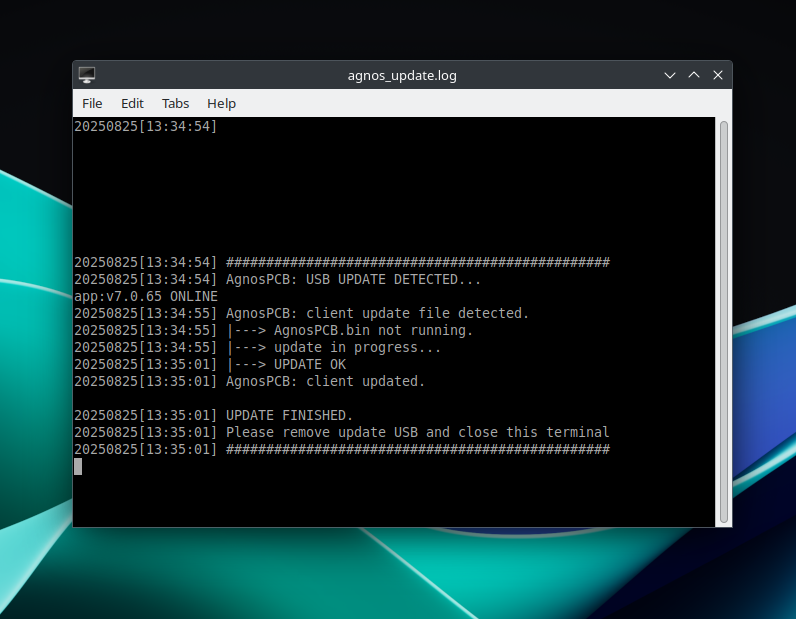 agnos_update.log
File Edit Tabs Help
20250825[13:34:54]
20250825[13:34:54] ################################################
20250825[13:34:54] AgnosPCB: USB UPDATE DETECTED...
app:v7.0.65 ONLINE
20250825[13:34:55] AgnosPCB: client update file detected.
20250825[13:34:55] |---> AgnosPCB.bin not running.
20250825[13:34:55] |---> update in progress...
20250825[13:35:01] |---> UPDATE OK
20250825[13:35:01] AgnosPCB: client updated.
20250825[13:35:01] UPDATE FINISHED.
20250825[13:35:01] Please remove update USB and close this terminal
20250825[13:35:01] ################################################